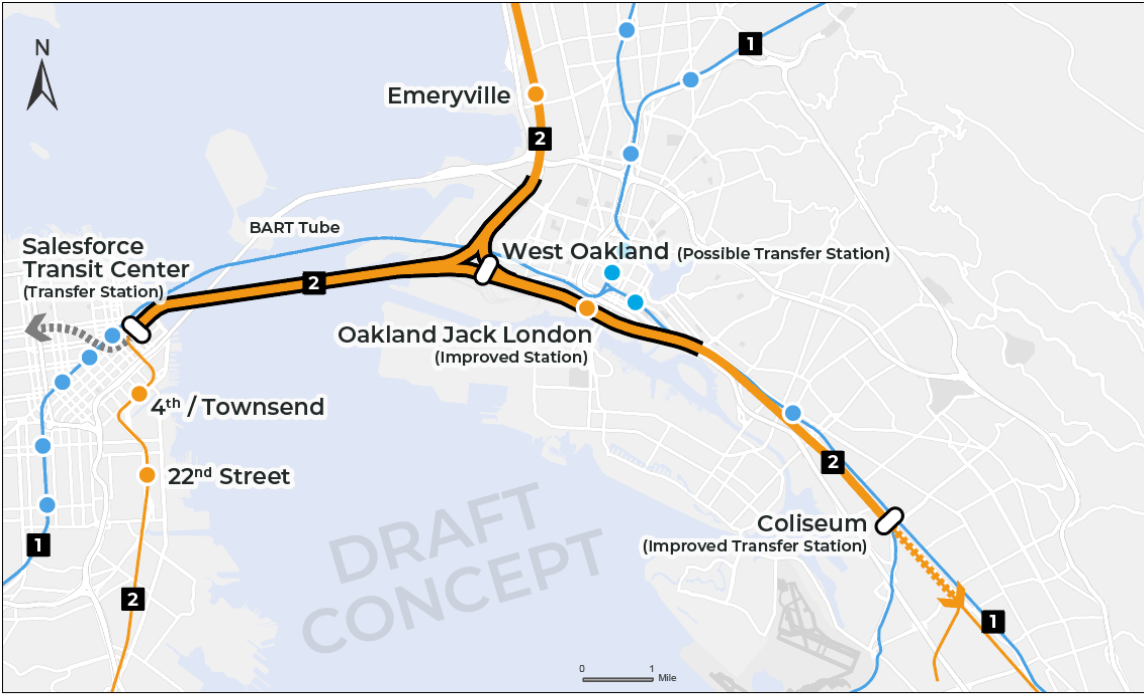 N
1
Emeryville
2
BART Tube
Salesforce
Transit Center
(Transfer Station)
West Oakland (Possible Transfer Station)
2
Oakland Jack London
(Improved Station)
4th / Townsend
22nd Street
2
DRAFT
CONCEPT
Coliseum
(Improved Transfer Station)
1
2
1
0 1
Mile